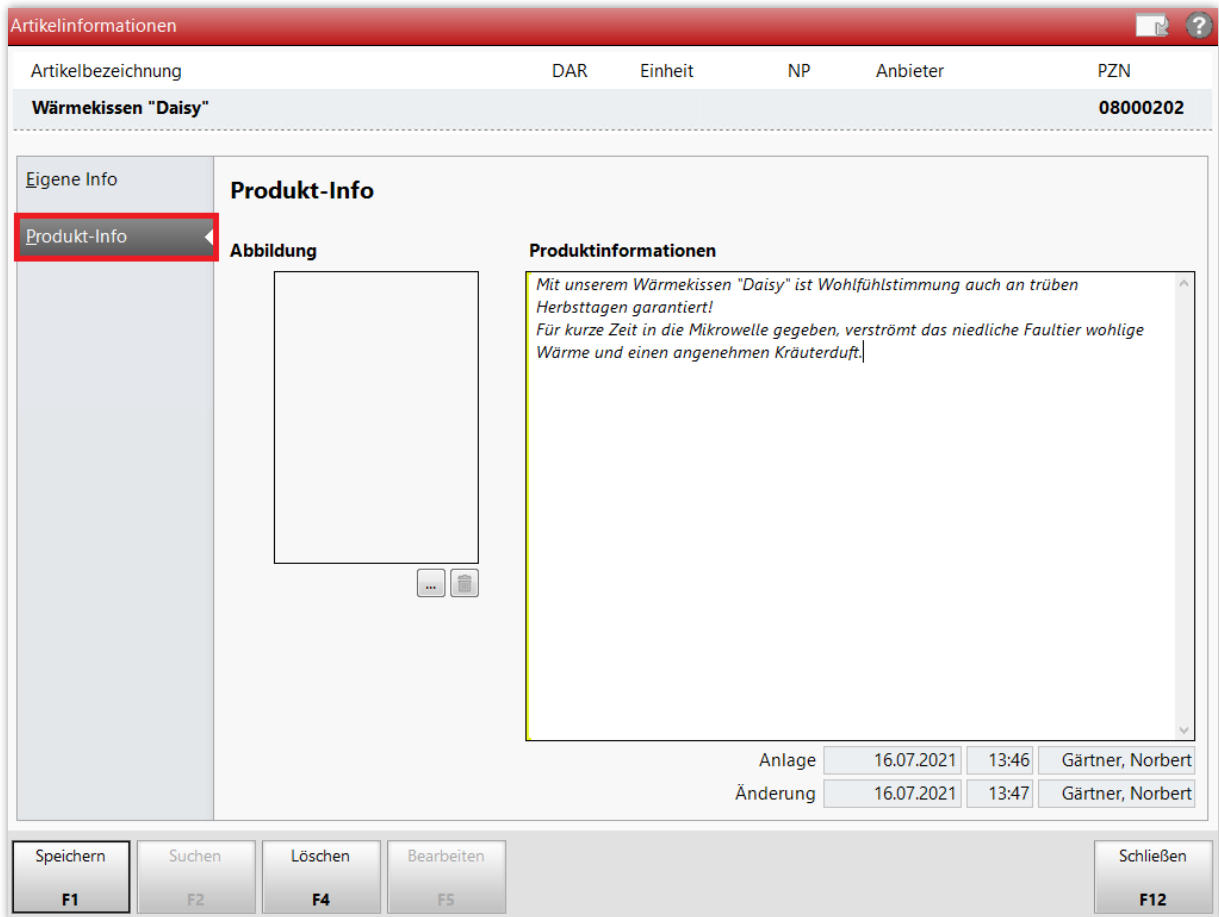 Artikelinformationen
?
Artikelbezeichnung DAR Einheit NP Anbieter PZN
Wärmekissen "Daisy" 08000202
Eigene Info
Produkt-Info
Produkt-Info
Abbildung
...
Produktinformationen
Mit unserem Wärmekissen "Daisy" ist Wohlfühlstimmung auch an trüben
Herbsttagen garantiert!
Für kurze Zeit in die Mikrowelle gegeben, verströmt das niedliche Faultier wohlige
Wärme und einen angenehmen Kräuterduft.
Anlage 16.07.2021 13:46 Gärtner, Norbert
Änderung 16.07.2021 13:47 Gärtner, Norbert
Speichern Suchen Löschen Bearbeiten Schließen
F1 F2 F4 F5 F12